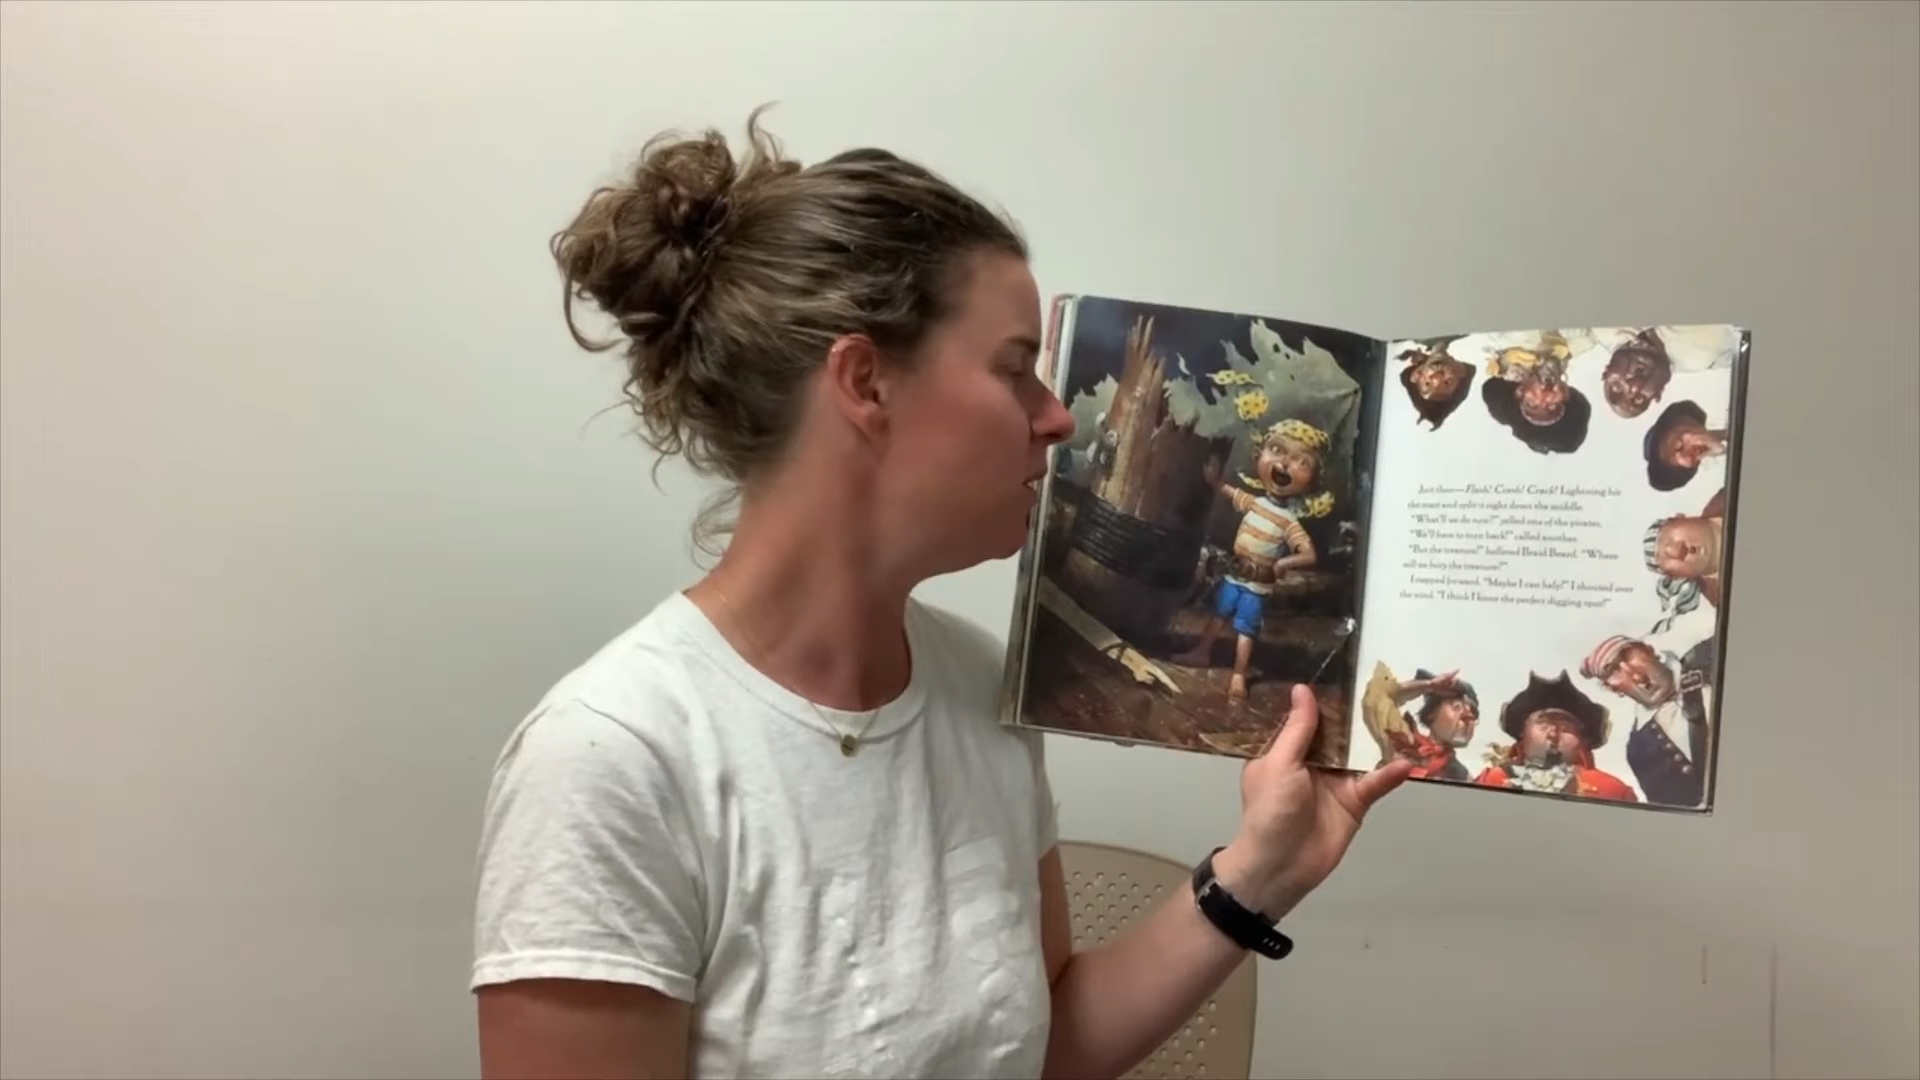 Just then—Flash! Crash! Crack! Lightning hit
the mast and split it right down the middle.
"What'll we do now?" yelled one of the pirates.
"We'll have to turn back!" called another.
"But the treasure!" bellowed Braid Beard. "Where
will we bury the treasure?"
I stepped forward. "Maybe I can help!" I shouted over
the wind. "I think I know the perfect digging spot!"